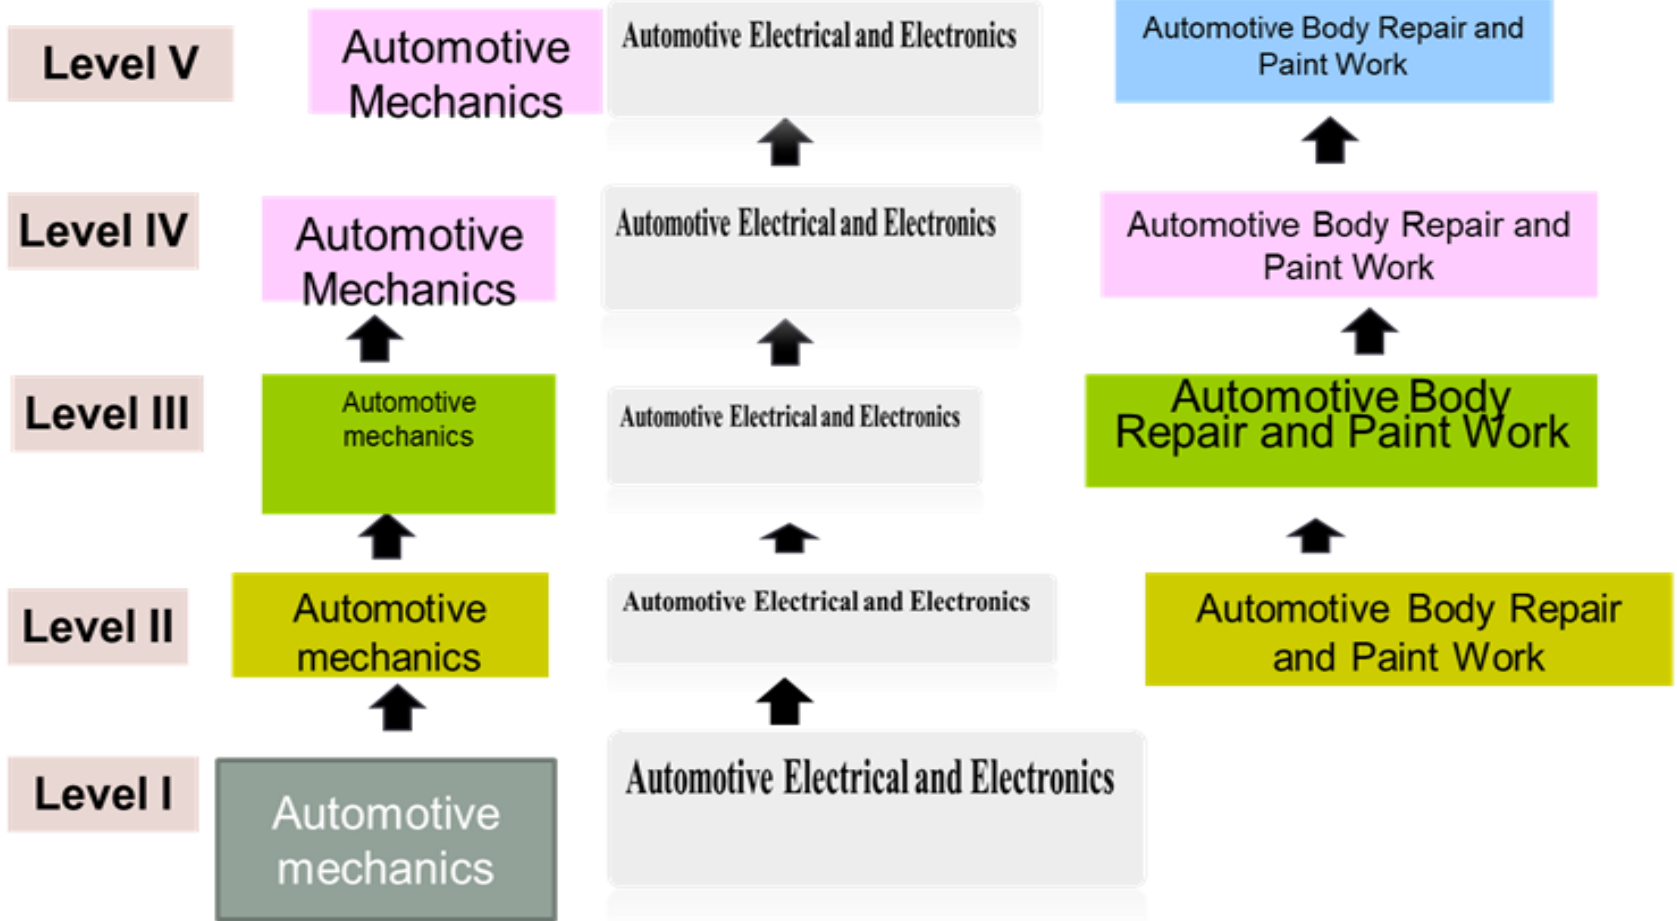 Level V
Automotive
Mechanics
Automotive Electrical and Electronics
Automotive Body Repair and
Paint Work
Level IV
Automotive
Mechanics
Automotive Electrical and Electronics
Automotive Body Repair and
Paint Work
Level III
Automotive
mechanics
Automotive Electrical and Electronics
Automotive Body
Repair and Paint Work
Level II
Automotive
mechanics
Automotive Electrical and Electronics
Automotive Body Repair
and Paint Work
Level I
Automotive
mechanics
Automotive Electrical and Electronics